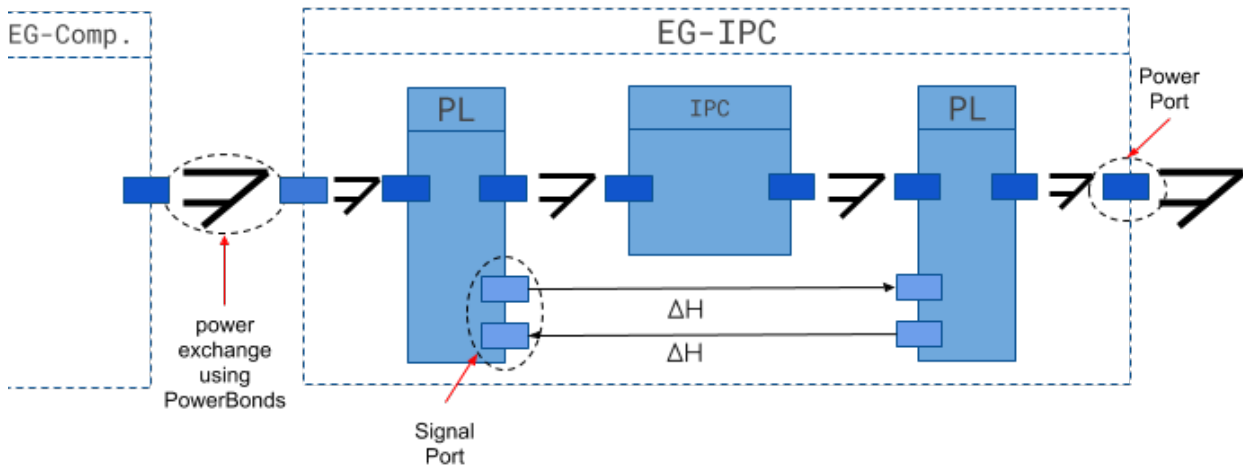 EG-Comp.
EG-IPC
Power
Port
PL
IPC
PL
ΔH
ΔH
power
exchange
using
PowerBonds
Signal
Port